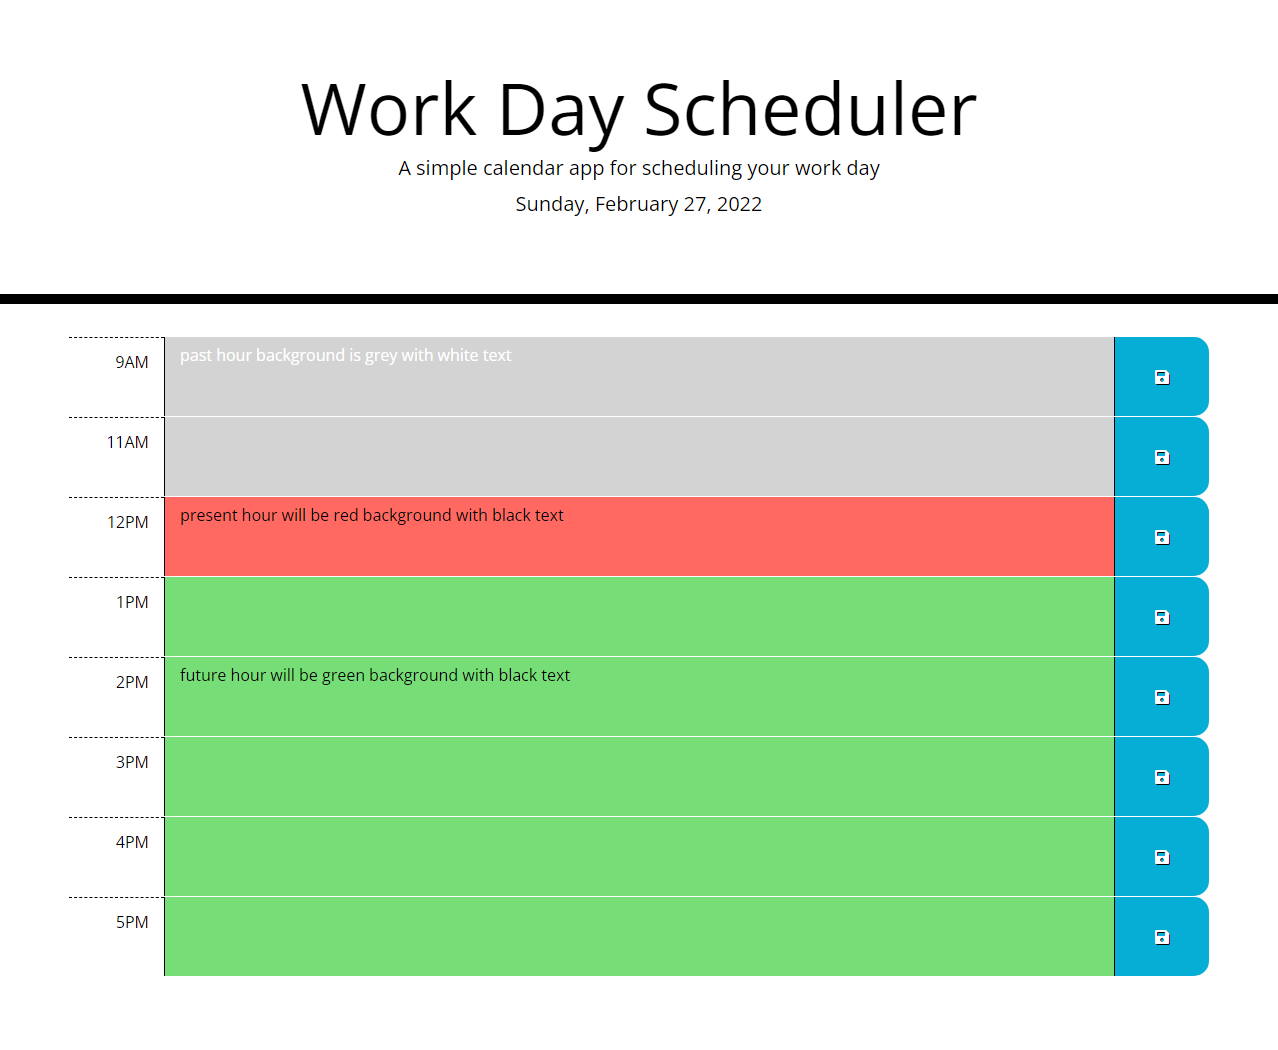 Work Day Scheduler
A simple calendar app for scheduling your work day
Sunday, February 27, 2022
9AM past hour background is grey with white text
11AM
12PM present hour will be red background with black text
1PM
2PM future hour will be green background with black text
3PM
4PM
5PM